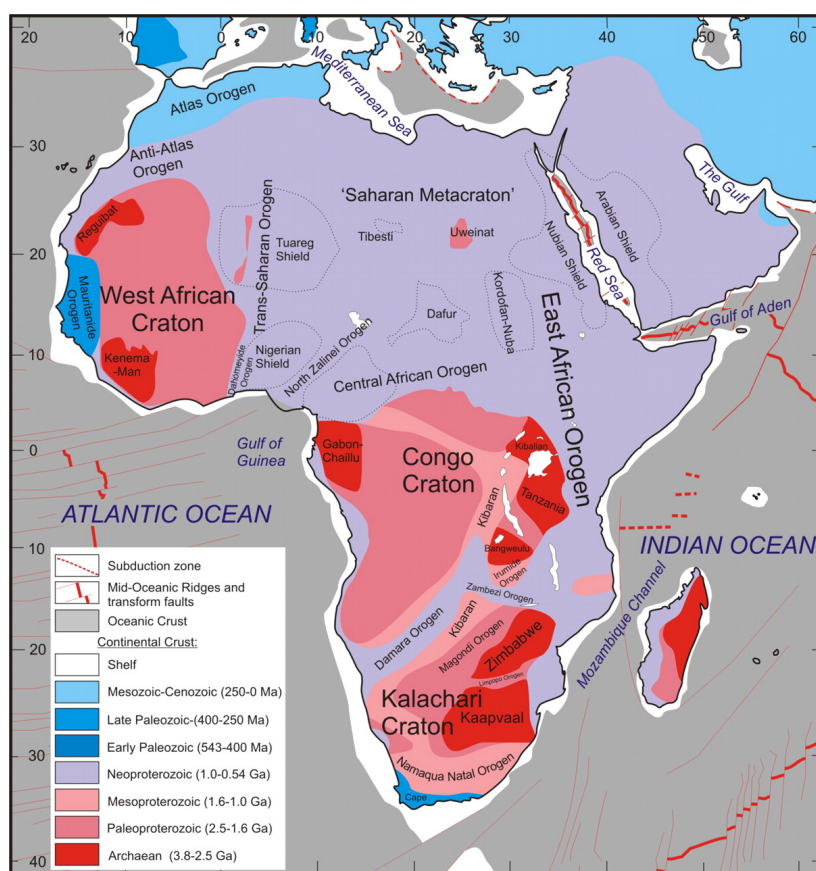 20
10
0
10
20
30
40
50
60
Mediterranean Sea
Atlas Orogen
30
Anti-Atlas
Orogen
The Gulf
'Saharan Metacraton'
Arabian Shield
Reguibat
Trans-Saharan Orogen
Tuareg
Shield
Tibesti
Uweinat
Nubian Shield
Red Sea
20
Mauritanide
Orogen
West African
Craton
Kordofan-Nuba
Dafur
East African Orogen
Gulf of Aden
Kenema
-Man
Dahomeyide
Orogen
Nigerian
Shield
North Zalinei Orogen
Central African Orogen
10
Gulf of
Guinea
Gabon-
Chaillu
Congo
Craton
Kibalian
0
Kibaran
Tanzania
ATLANTIC OCEAN
INDIAN OCEAN
10
Bangweulu
Irumide
Orogen
Zambezi Orogen
Mozambique Channel
Damara Orogen
Kibaran
Magondi Orogen
Zimbabwe
20
Limpopo Orogen
Kalachari
Craton
Kaapvaal
Namaqua Natal Orogen
30
Cape
40
Subduction zone
Mid-Oceanic Ridges and
transform faults
Oceanic Crust
Continental Crust:
Shelf
Mesozoic-Cenozoic (250-0 Ma)
Late Paleozoic-(400-250 Ma)
Early Paleozoic (543-400 Ma)
Neoproterozoic (1.0-0.54 Ga)
Mesoproterozoic (1.6-1.0 Ga)
Paleoproterozoic (2.5-1.6 Ga)
Archaean (3.8-2.5 Ga)